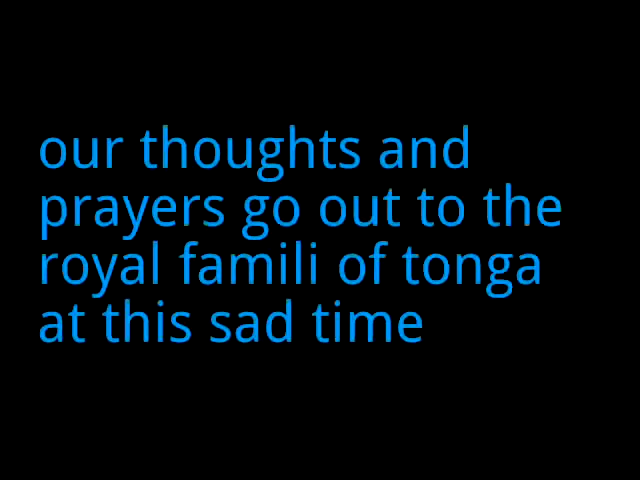 our thoughts and
prayers go out to the
royal famili of tonga
at this sad time